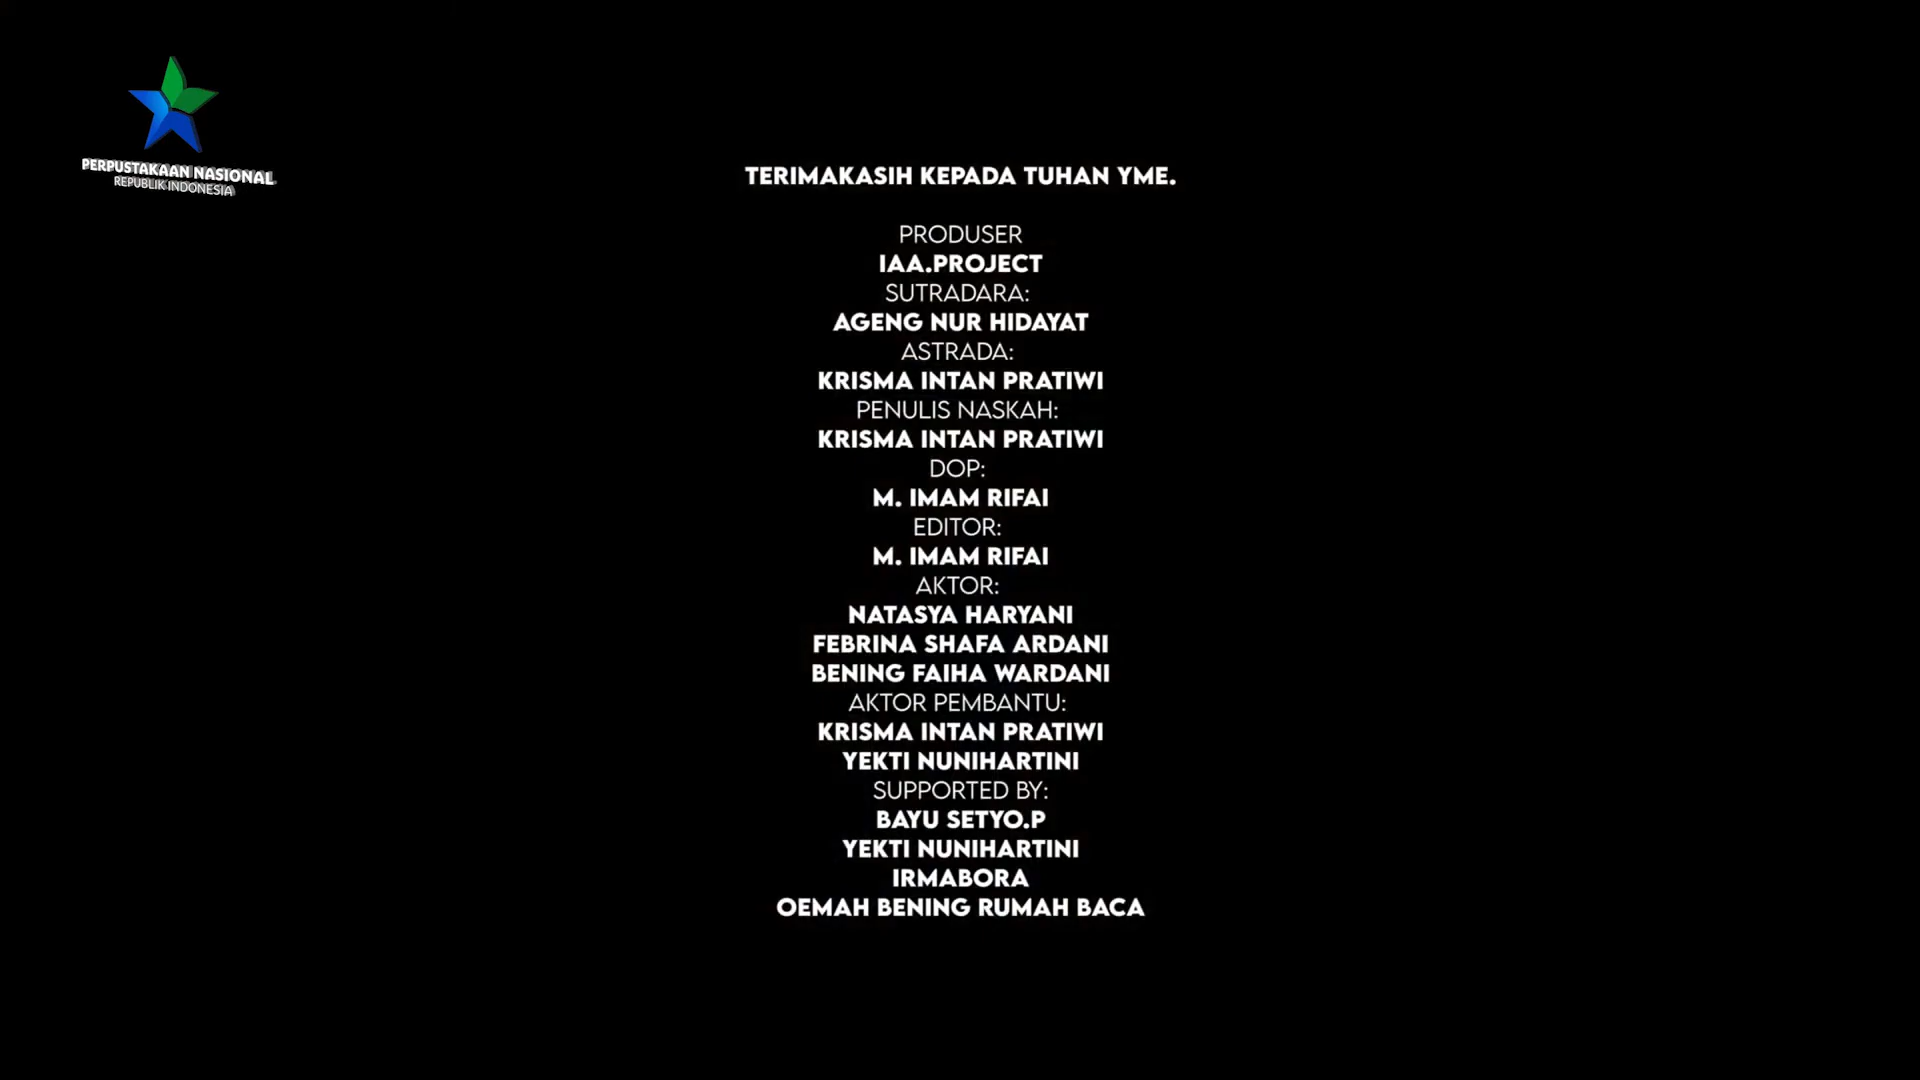 PERPUSTAKAAN NASIONAL
REPUBLIK INDONESIA
TERIMAKASIH KEPADA TUHAN YME.
PRODUSER
IAA.PROJECT
SUTRADARA:
AGENG NUR HIDAYAT
ASTRADA:
KRISMA INTAN PRATIWI
PENULIS NASKAH:
KRISMA INTAN PRATIWI
DOP:
M. IMAM RIFAI
EDITOR:
M. IMAM RIFAI
AKTOR:
NATASYA HARYANI
FEBRINA SHAFA ARDANI
BENING FAIHA WARDANI
AKTOR PEMBANTU:
KRISMA INTAN PRATIWI
YEKTI NUNIHARTINI
SUPPORTED BY:
BAYU SETYO.P
YEKTI NUNIHARTINI
IRMABORA
OEMAH BENING RUMAH BACA